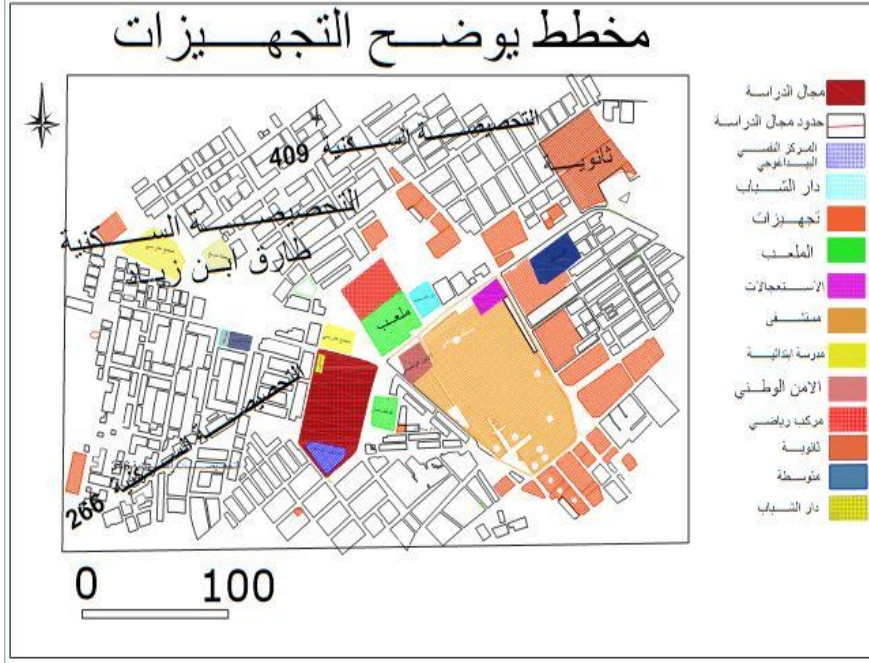 مخطط يوضح التجهيزات
مجال الدراسة
حدود مجال الدراسة
المركز النفسي
البيداغوجي
دار الشباب
تجهيزات
الملعب
الاستعجالات
مستشفى
مدرسة ابتدائية
الامن الوطني
مركب رياضي
ثانوية
متوسطة
دار الشباب
التحصيصة السكنية 409
ثانوية
التحصيصة السكنية
طارق ابن زياد
ملعب
التحصيصة السكنية 266
0 100